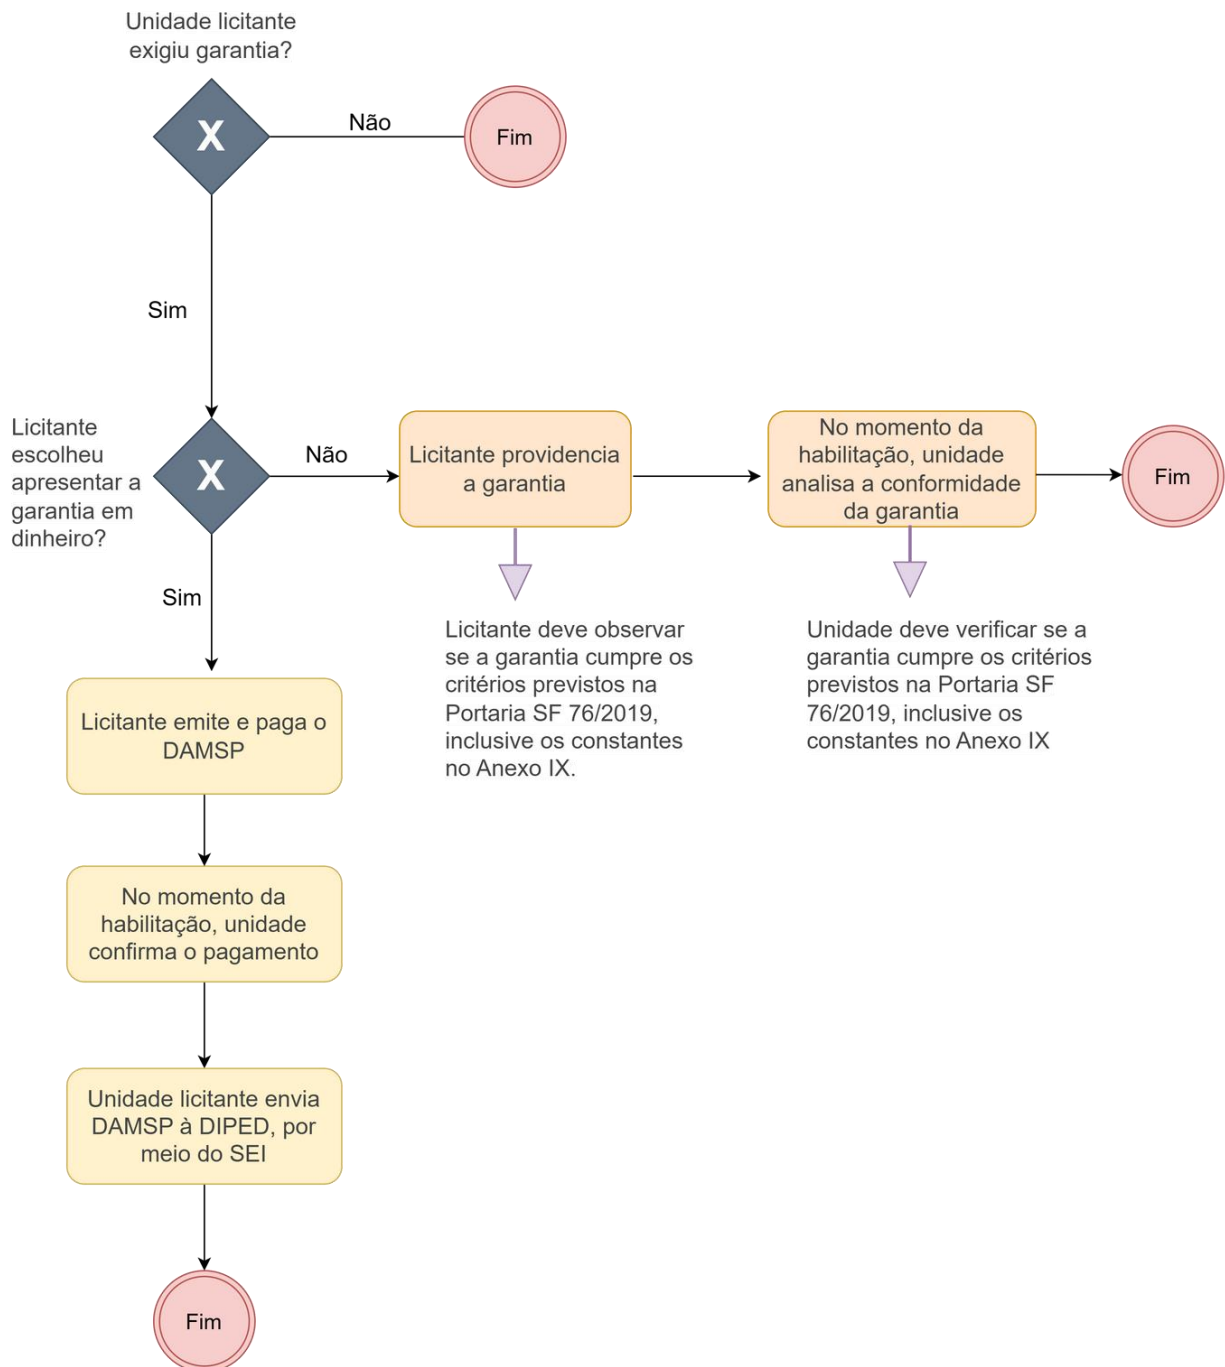 Unidade licitante
exigiu garantia?
X
Não
Fim
Sim
Licitante
escolheu
apresentar a
garantia em
dinheiro?
X
Não
Licitante providencia
a garantia
No momento da
habilitação, unidade
analisa a conformidade
da garantia
Fim
Sim
Licitante deve observar
se a garantia cumpre os
critérios previstos na
Portaria SF 76/2019,
inclusive os constantes
no Anexo IX.
Unidade deve verificar se a
garantia cumpre os critérios
previstos na Portaria SF
76/2019, inclusive os
constantes no Anexo IX
Licitante emite e paga o
DAMSP
No momento da
habilitação, unidade
confirma o pagamento
Unidade licitante envia
DAMSP à DIPED, por
meio do SEI
Fim